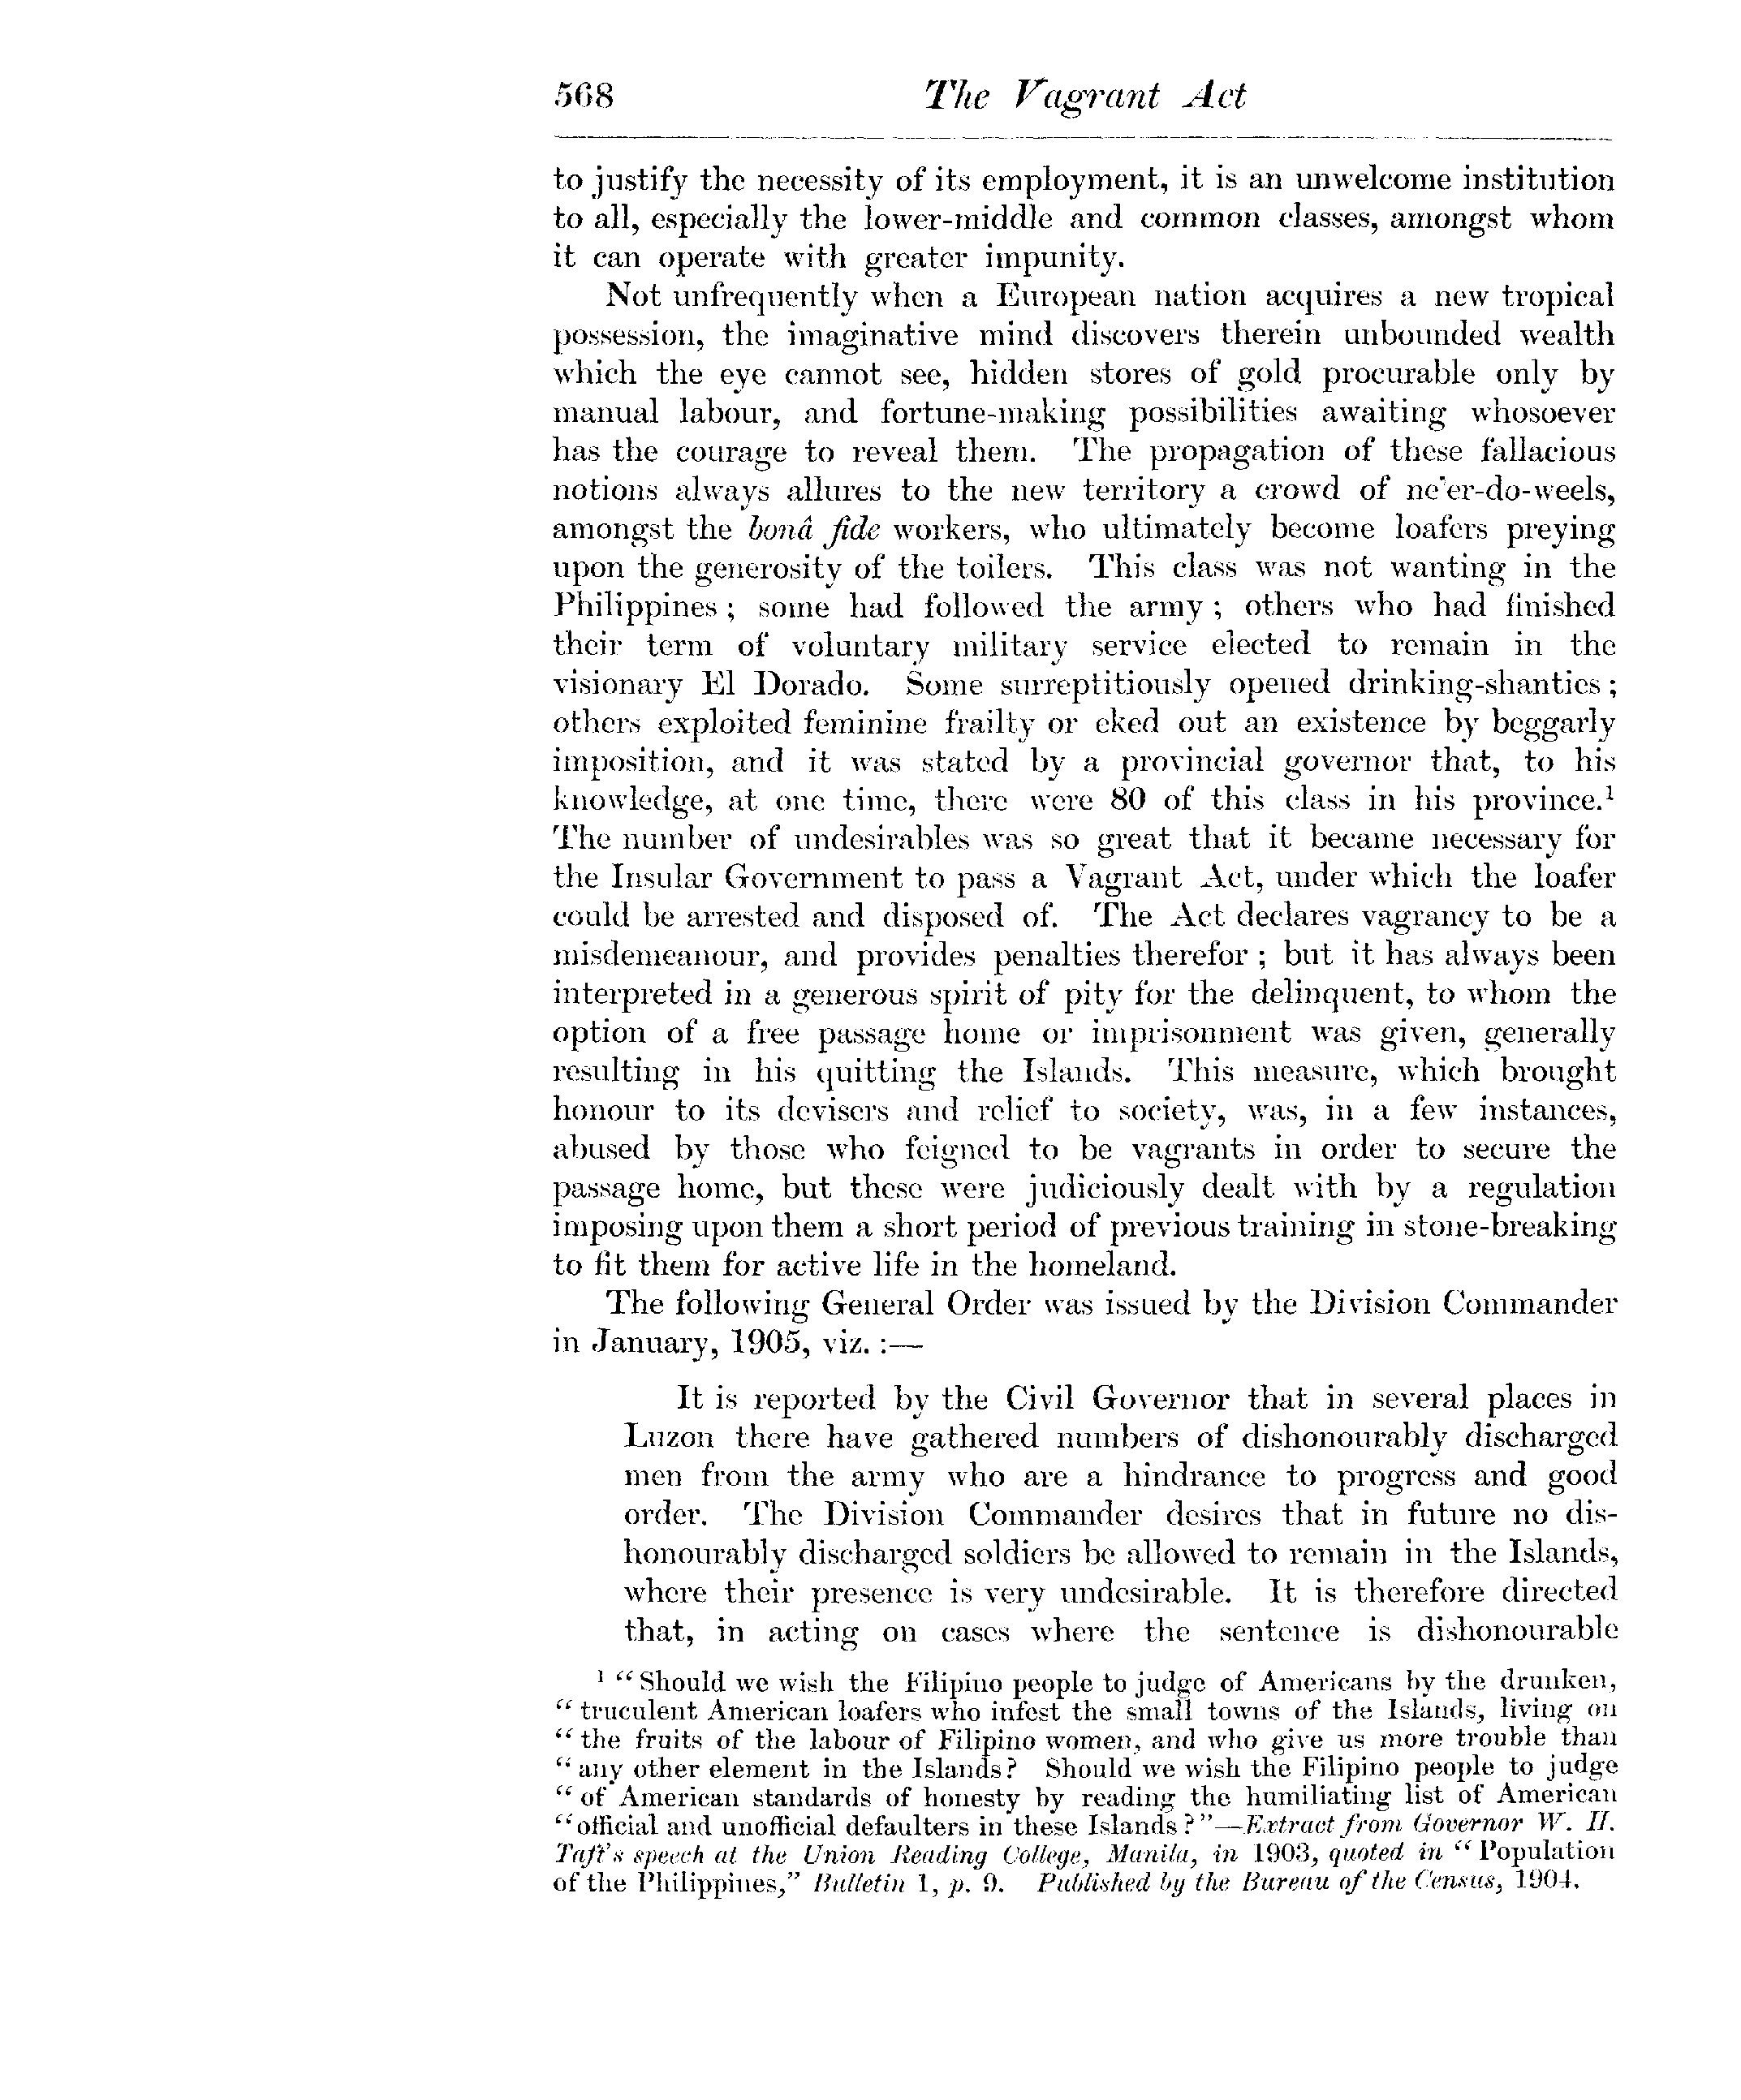 568 The Vagrant Act
to justify the necessity of its employment, it is an unwelcome institution
to all, especially the lower-middle and common classes, amongst whom
it can operate with greater impunity.
Not unfrequently when a European nation acquires a new tropical
possession, the imaginative mind discovers therein unbounded wealth
which the eye cannot see, hidden stores of gold procurable only by
manual labour, and fortune-making possibilities awaiting whosoever
has the courage to reveal them. The propagation of these fallacious
notions always allures to the new territory a crowd of ne'er-do-weels,
amongst the bonâ fide workers, who ultimately become loafers preying
upon the generosity of the toilers. This class was not wanting in the
Philippines ; some had followed the army ; others who had finished
their term of voluntary military service elected to remain in the
visionary El Dorado. Some surreptitiously opened drinking-shanties ;
others exploited feminine frailty or eked out an existence by beggarly
imposition, and it was stated by a provincial governor that, to his
knowledge, at one time, there were 80 of this class in his province.¹
The number of undesirables was so great that it became necessary for
the Insular Government to pass a Vagrant Act, under which the loafer
could be arrested and disposed of. The Act declares vagrancy to be a
misdemeanour, and provides penalties therefor ; but it has always been
interpreted in a generous spirit of pity for the delinquent, to whom the
option of a free passage home or imprisonment was given, generally
resulting in his quitting the Islands. This measure, which brought
honour to its devisers and relief to society, was, in a few instances,
abused by those who feigned to be vagrants in order to secure the
passage home, but these were judiciously dealt with by a regulation
imposing upon them a short period of previous training in stone-breaking
to fit them for active life in the homeland.
The following General Order was issued by the Division Commander
in January, 1905, viz. :—
It is reported by the Civil Governor that in several places in
Luzon there have gathered numbers of dishonourably discharged
men from the army who are a hindrance to progress and good
order. The Division Commander desires that in future no dis-
honourably discharged soldiers be allowed to remain in the Islands,
where their presence is very undesirable. It is therefore directed
that, in acting on cases where the sentence is dishonourable
¹ “ Should we wish the Filipino people to judge of Americans by the drunken,
“ truculent American loafers who infest the small towns of the Islands, living on
“ the fruits of the labour of Filipino women, and who give us more trouble than
“ any other element in the Islands? Should we wish the Filipino people to judge
“ of American standards of honesty by reading the humiliating list of American
“ official and unofficial defaulters in these Islands ? ”—Extract from Governor W. H.
Taft's speech at the Union Reading College, Manila, in 1903, quoted in “ Population
of the Philippines,” Bulletin 1, p. 9. Published by the Bureau of the Census, 1904.